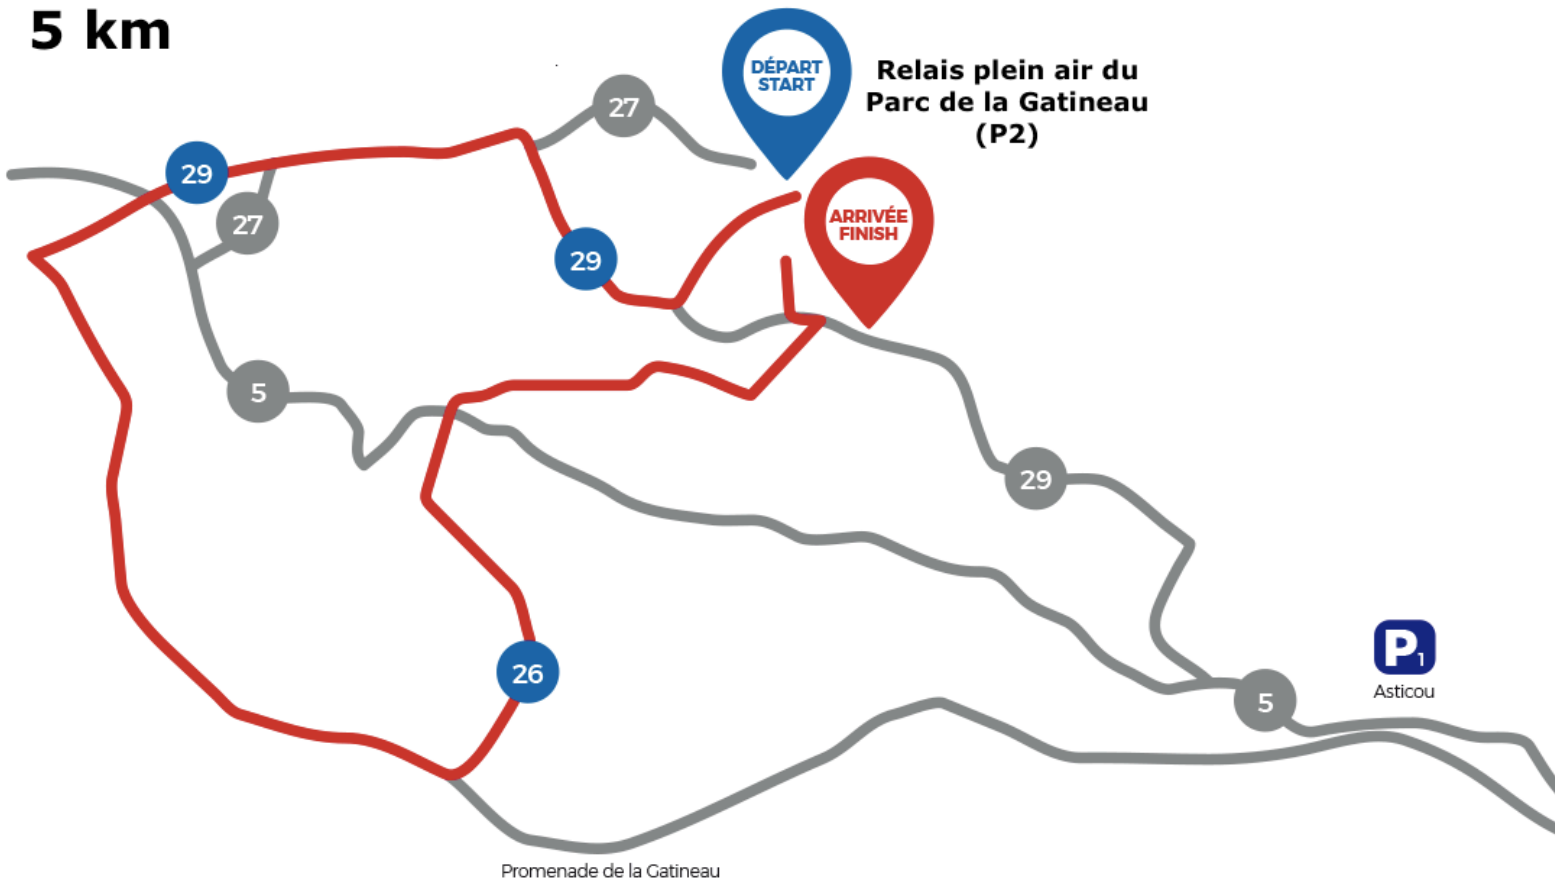 5 km
DÉPART
START
Relais plein air du
Parc de la Gatineau
(P2)
27
29
27
ARRIVÉE
FINISH
29
5
29
26
P1
Asticou
5
Promenade de la Gatineau